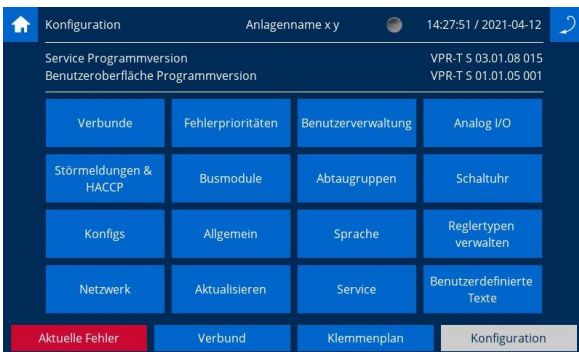 Konfiguration Anlagenname x y 14:27:51 / 2021-04-12
Service Programmversion VPR-T S 03.01.08 015
Benutzeroberfläche Programmversion VPR-T S 01.01.05 001
Verbunde Fehlerprioritäten Benutzerverwaltung Analog I/O
Störmeldungen &
HACCP
Busmodule Abtaugruppen Schaltuhr
Konfigs Allgemein Sprache
Reglertypen
verwalten
Netzwerk Aktualisieren Service
Benutzerdefinierte
Texte
Aktuelle Fehler Verbund Klemmenplan Konfiguration